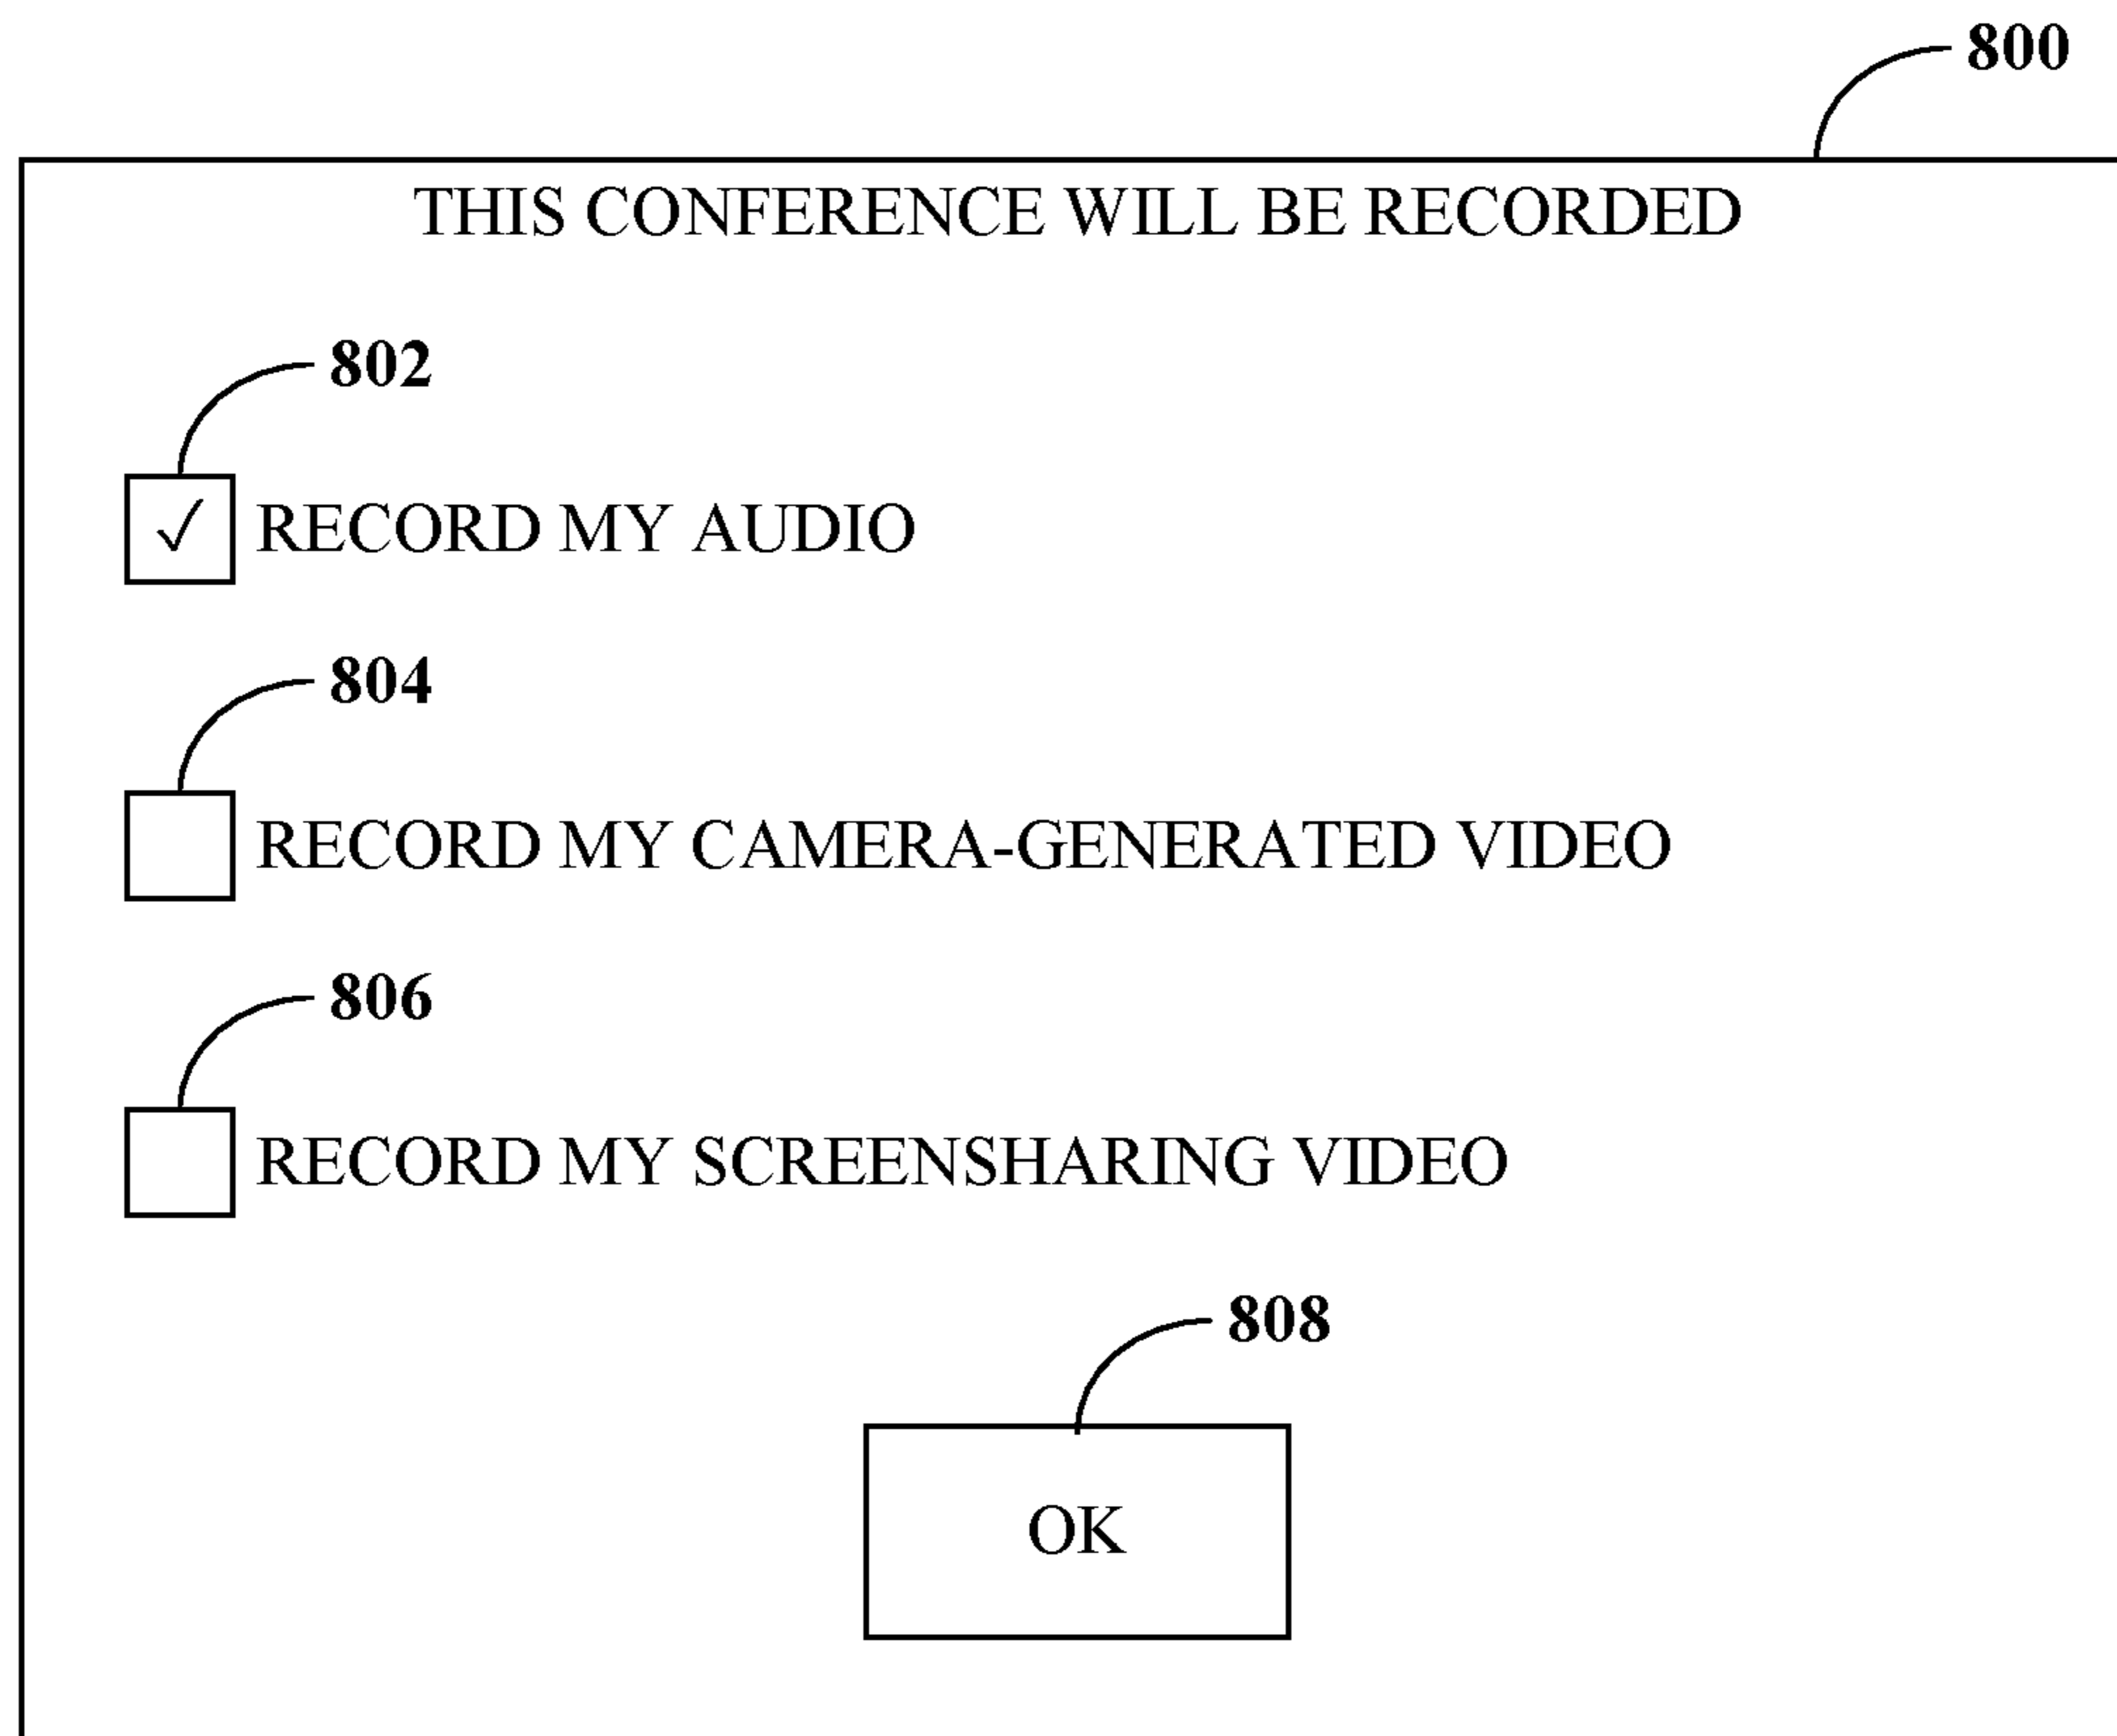 800
THIS CONFERENCE WILL BE RECORDED
802
RECORD MY AUDIO
804
RECORD MY CAMERA-GENERATED VIDEO
806
RECORD MY SCREENSHARING VIDEO
808
OK